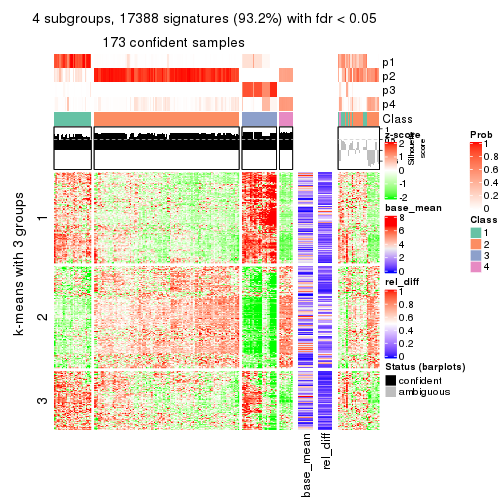 4 subgroups, 17388 signatures (93.2%) with fdr < 0.05
173 confident samples
p1
p2
p3
p4
Class
z-score
2
1
0
-1
-2
1
Silhouette
score
base_mean
8
6
4
2
0
rel_diff
1
0.8
0.6
0.4
0.2
0
Status (barplots)
confident
ambiguous
Prob
1
0.8
0.6
0.4
0.2
0
Class
1
2
3
4
k-means with 3 groups
1
2
3
base_mean
rel_diff